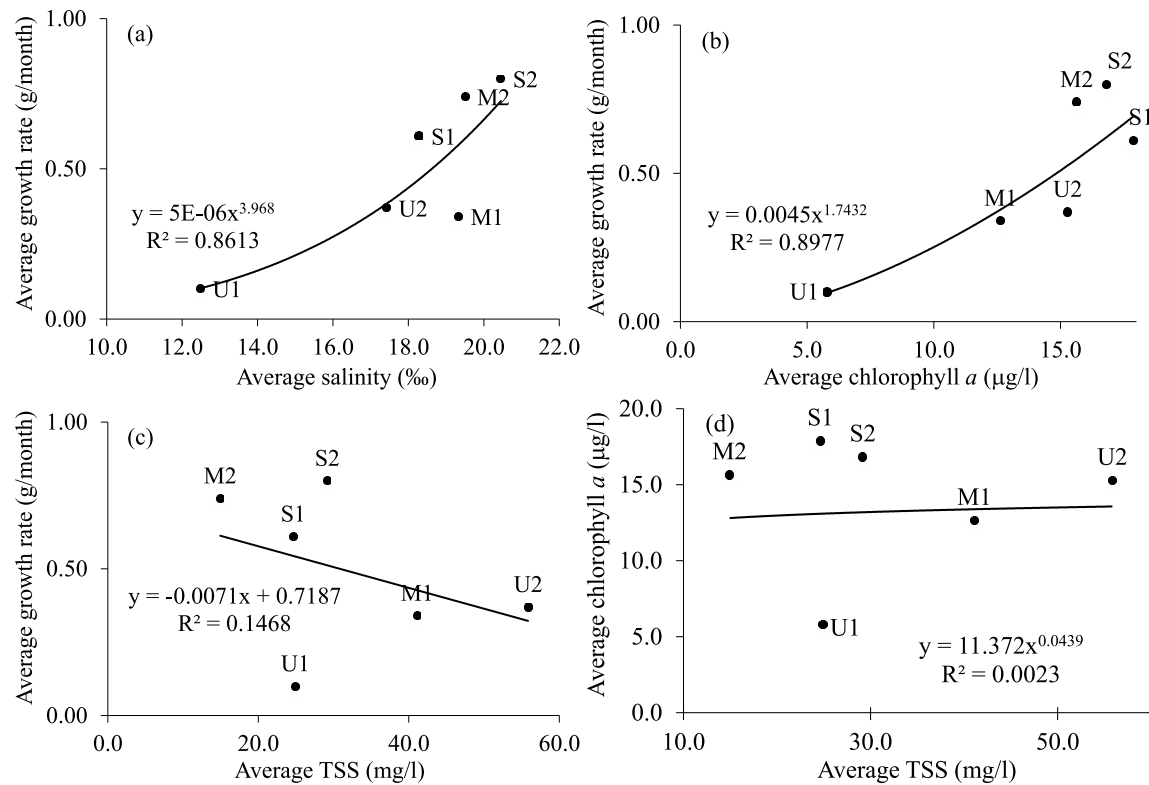 (a)
Average growth rate (g/month)
1.00
0.50
0.00
S2
M2
S1
U2
M1
U1
y = 5E-06x^3.968
R² = 0.8613
10.0 12.0 14.0 16.0 18.0 20.0 22.0
Average salinity (‰)
(b)
Average growth rate (g/month)
1.00
0.50
0.00
S2
M2
S1
U2
M1
U1
y = 0.0045x^1.7432
R² = 0.8977
0.0 5.0 10.0 15.0
Average chlorophyll a (μg/l)
(c)
Average growth rate (g/month)
1.00
0.50
0.00
M2
S2
S1
M1
U2
U1
y = -0.0071x + 0.7187
R² = 0.1468
0.0 20.0 40.0 60.0
Average TSS (mg/l)
(d)
Average chlorophyll a (μg/l)
20.0
15.0
10.0
5.0
0.0
S1
S2
M2
U2
M1
U1
y = 11.372x^0.0439
R² = 0.0023
10.0 30.0 50.0
Average TSS (mg/l)